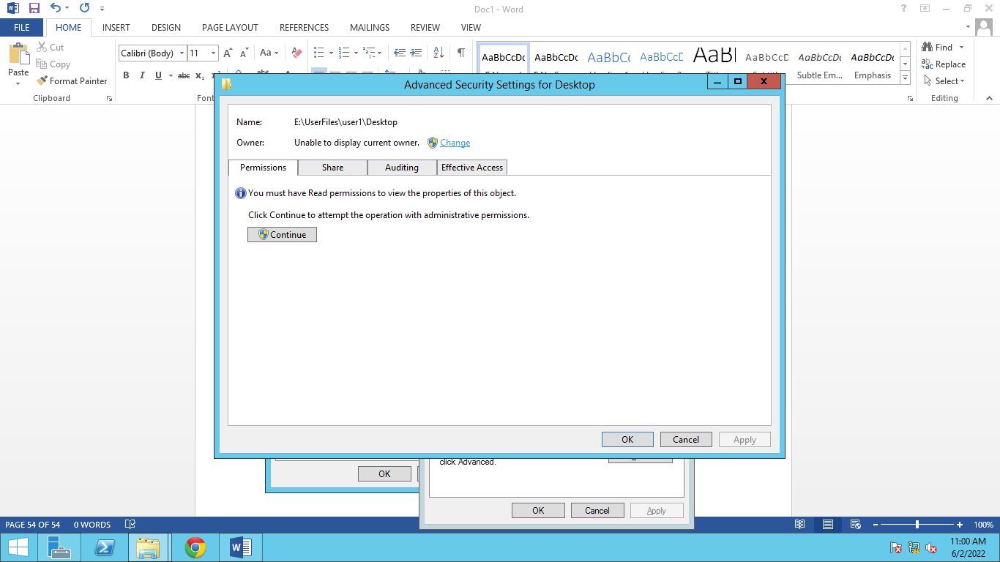 Doc1 - Word
FILE HOME INSERT DESIGN PAGE LAYOUT REFERENCES MAILINGS REVIEW VIEW
Paste
Cut
Copy
Format Painter
Clipboard
Calibri (Body) 11
B I U abc x₂
Font
AaBbCcDc AaBbCcDc AaBbCc AaBbCcD AaBl AaBbCcD AaBbCcDc AaBbCcDc
Subtle Em... Emphasis
Find
Replace
Select
Editing
Advanced Security Settings for Desktop
Name: E:\UserFiles\user1\Desktop
Owner: Unable to display current owner. Change
Permissions Share Auditing Effective Access
You must have Read permissions to view the properties of this object.
Click Continue to attempt the operation with administrative permissions.
Continue
OK Cancel Apply
click Advanced.
OK
OK Cancel Apply
PAGE 54 OF 54 0 WORDS 100%
11:00 AM
6/2/2022